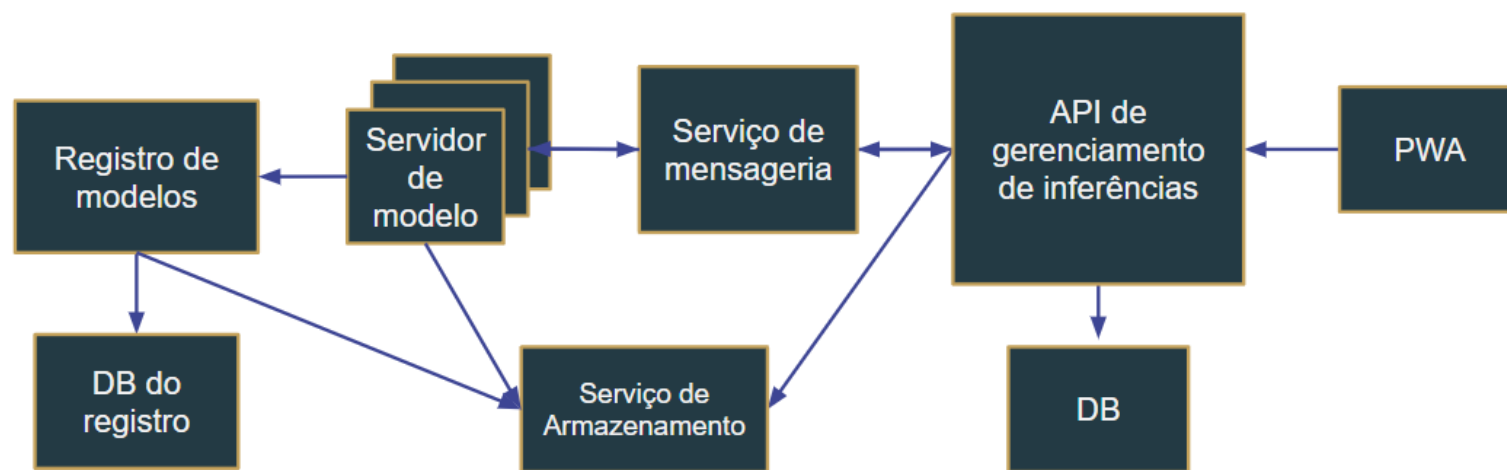 Registro de
modelos
Servidor
de
modelo
Serviço de
mensageria
API de
gerenciamento
de inferências
PWA
DB do
registro
Serviço de
Armazenamento
DB